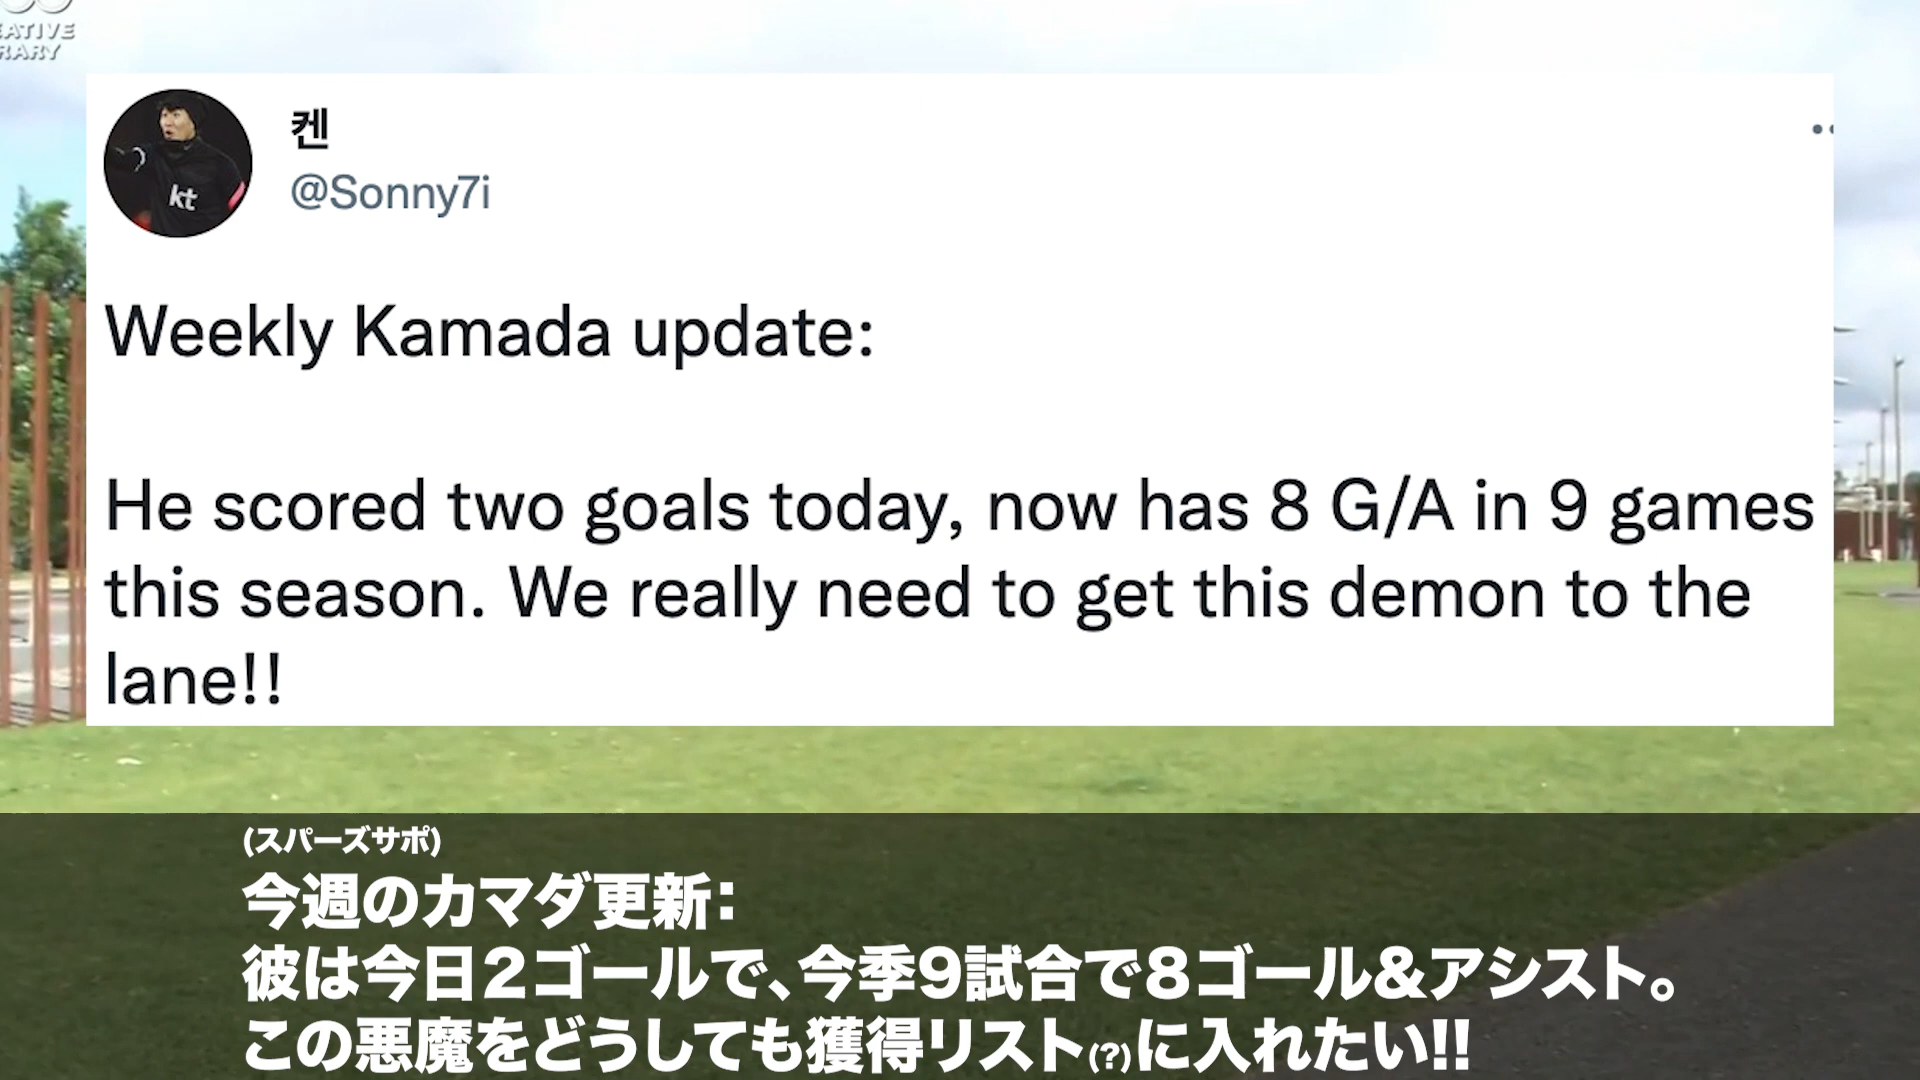 켄
@Sonny7i
kt
Weekly Kamada update:
He scored two goals today, now has 8 G/A in 9 games
this season. We really need to get this demon to the
lane!!
(スパーズサポ)
今週のカマダ更新:
彼は今日2ゴールで、今季9試合で8ゴール&アシスト。
この悪魔をどうしても獲得リスト(?)に入れたい!!